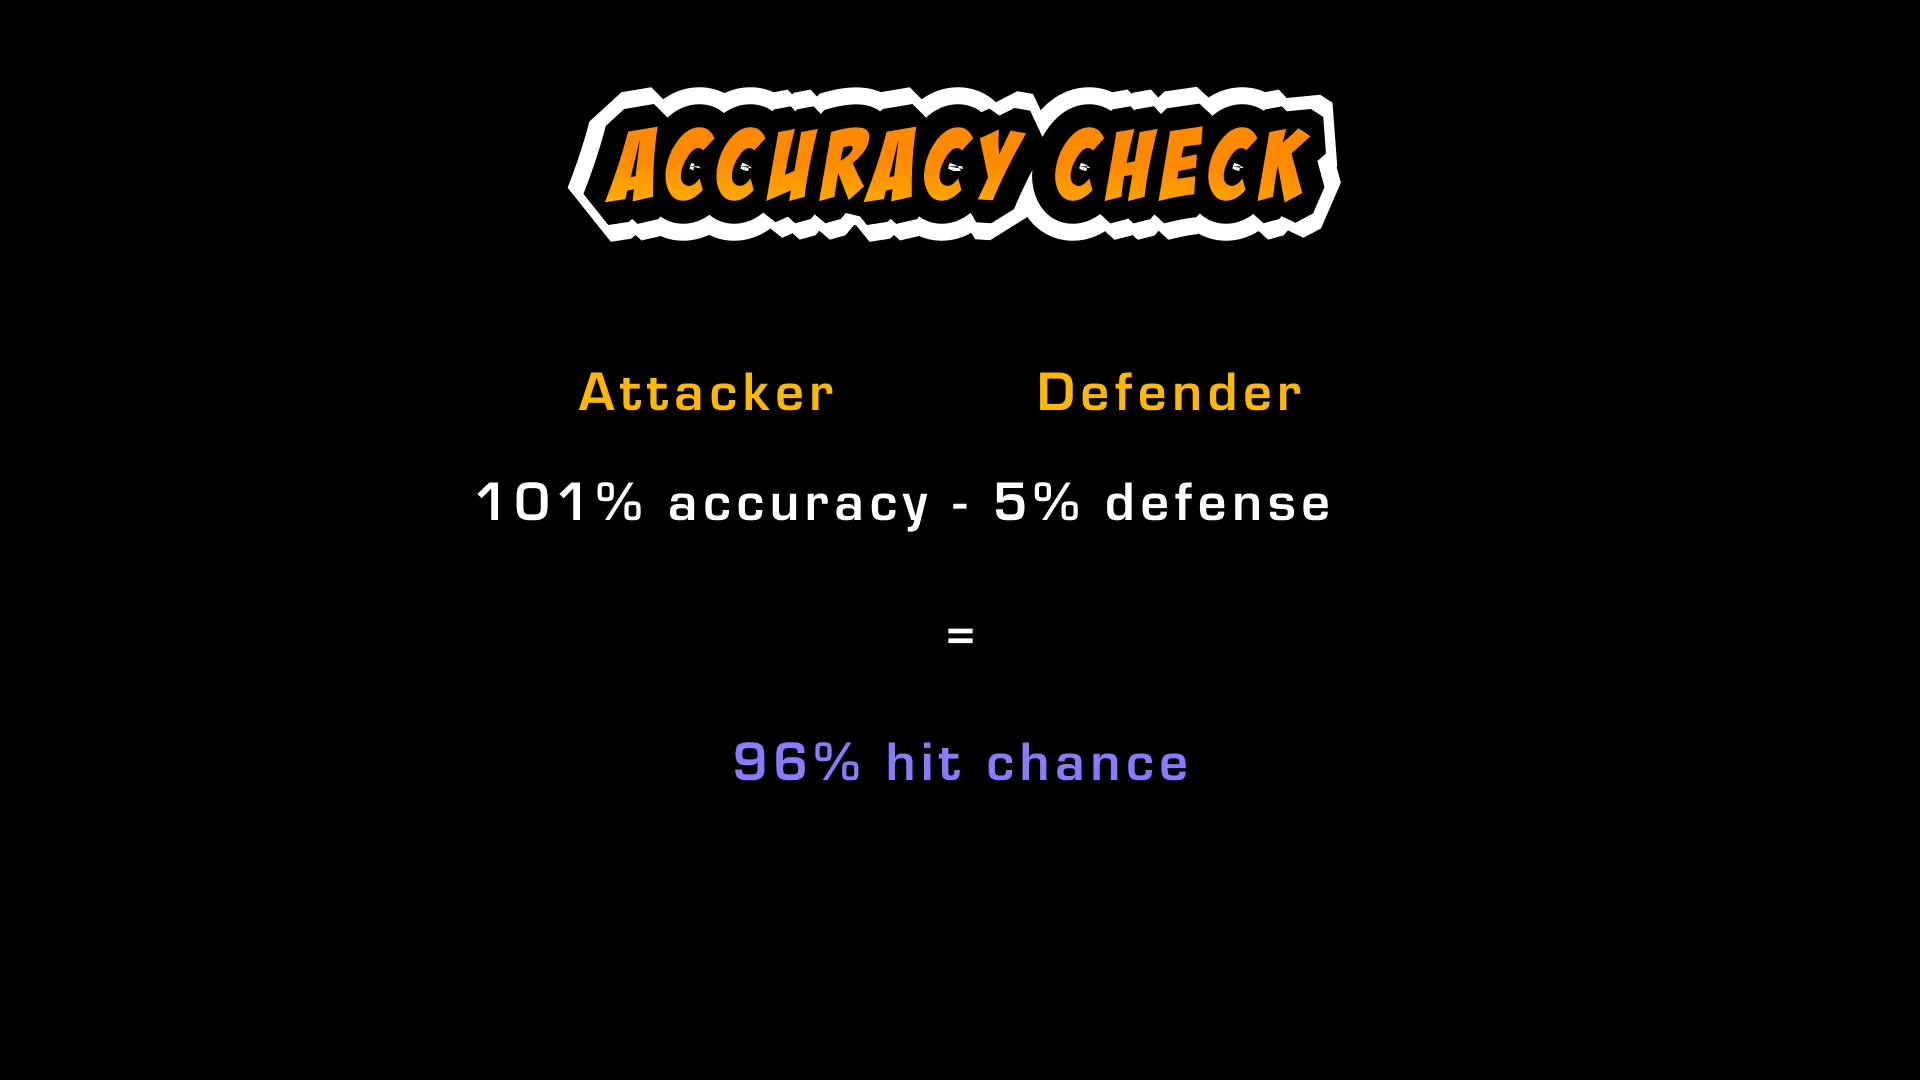 ACCURACY CHECK
Attacker Defender
101% accuracy - 5% defense
=
96% hit chance